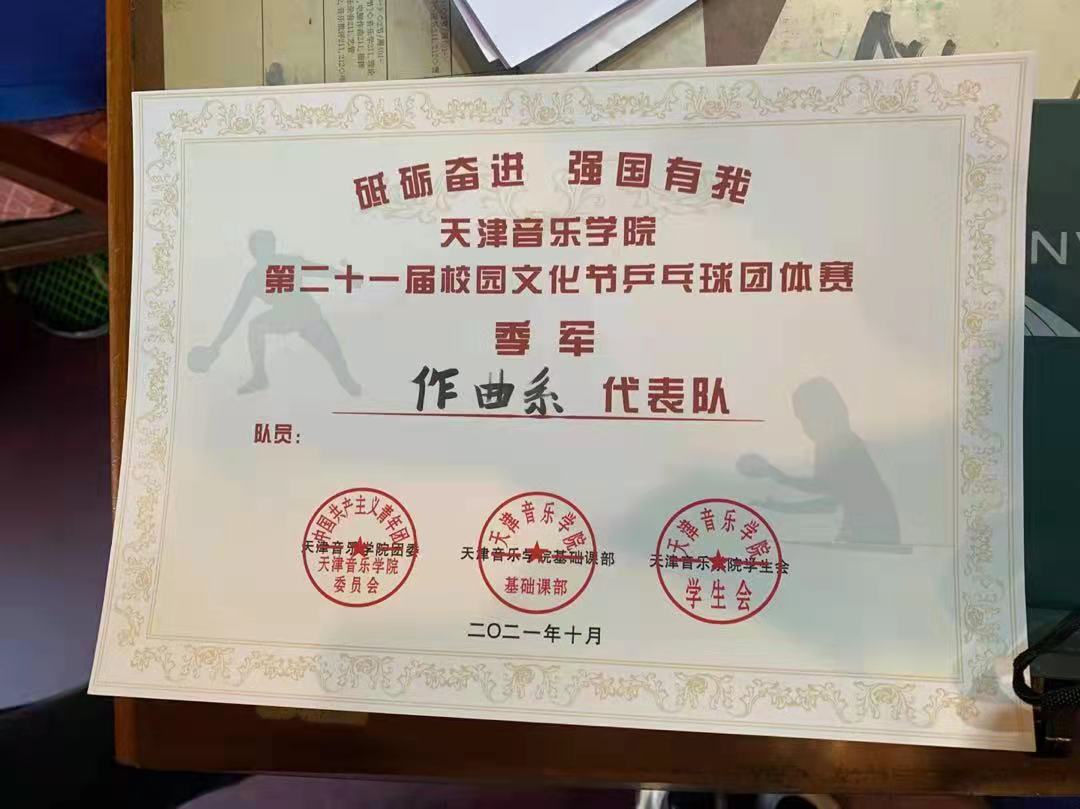 砥砺奋进 强国有我
天津音乐学院
第二十一届校园文化节乒乓球团体赛
季军
作曲系 代表队
队员：
中国共产主义青年团
天津音乐学院团委
天津音乐学院
委员会
天津音乐学院
天津音乐学院基础课部
基础课部
天津音乐学院
天津音乐学院学生会
学生会
二〇二一年十月